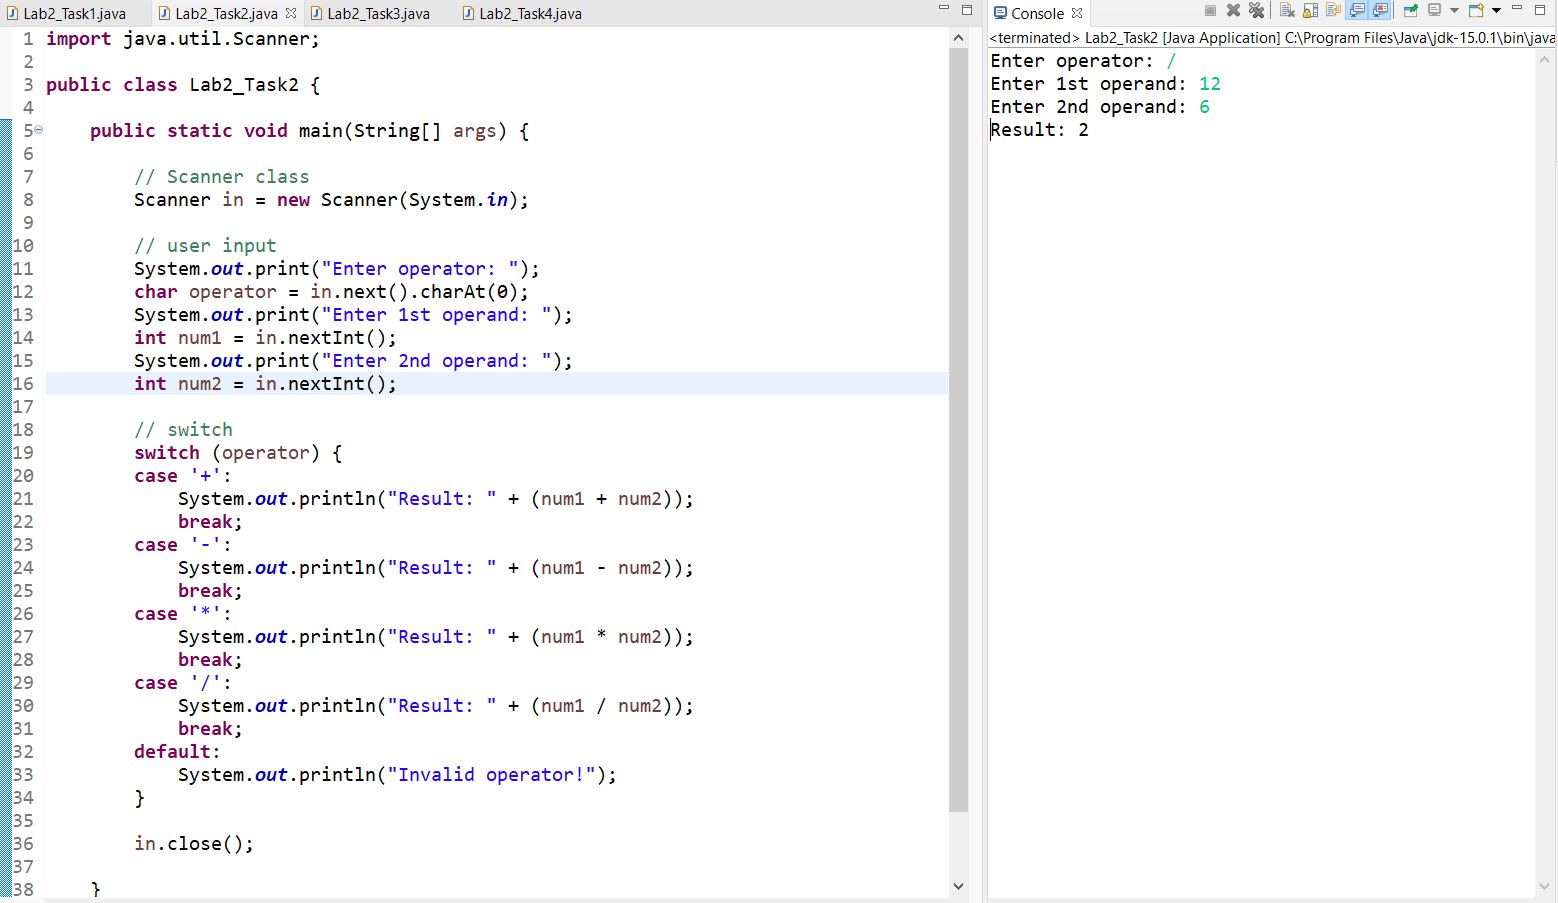 Lab2_Task1.java Lab2_Task2.java Lab2_Task3.java Lab2_Task4.java
1 import java.util.Scanner;
2
3 public class Lab2_Task2 {
4
5 public static void main(String[] args) {
6
7 // Scanner class
8 Scanner in = new Scanner(System.in);
9
10 // user input
11 System.out.print("Enter operator: ");
12 char operator = in.next().charAt(0);
13 System.out.print("Enter 1st operand: ");
14 int num1 = in.nextInt();
15 System.out.print("Enter 2nd operand: ");
16 int num2 = in.nextInt();
17
18 // switch
19 switch (operator) {
20 case '+':
21 System.out.println("Result: " + (num1 + num2));
22 break;
23 case '-':
24 System.out.println("Result: " + (num1 - num2));
25 break;
26 case '*':
27 System.out.println("Result: " + (num1 * num2));
28 break;
29 case '/':
30 System.out.println("Result: " + (num1 / num2));
31 break;
32 default:
33 System.out.println("Invalid operator!");
34 }
35
36 in.close();
37
38 }
Console
<terminated> Lab2_Task2 [Java Application] C:\Program Files\Java\jdk-15.0.1\bin\java
Enter operator: /
Enter 1st operand: 12
Enter 2nd operand: 6
Result: 2